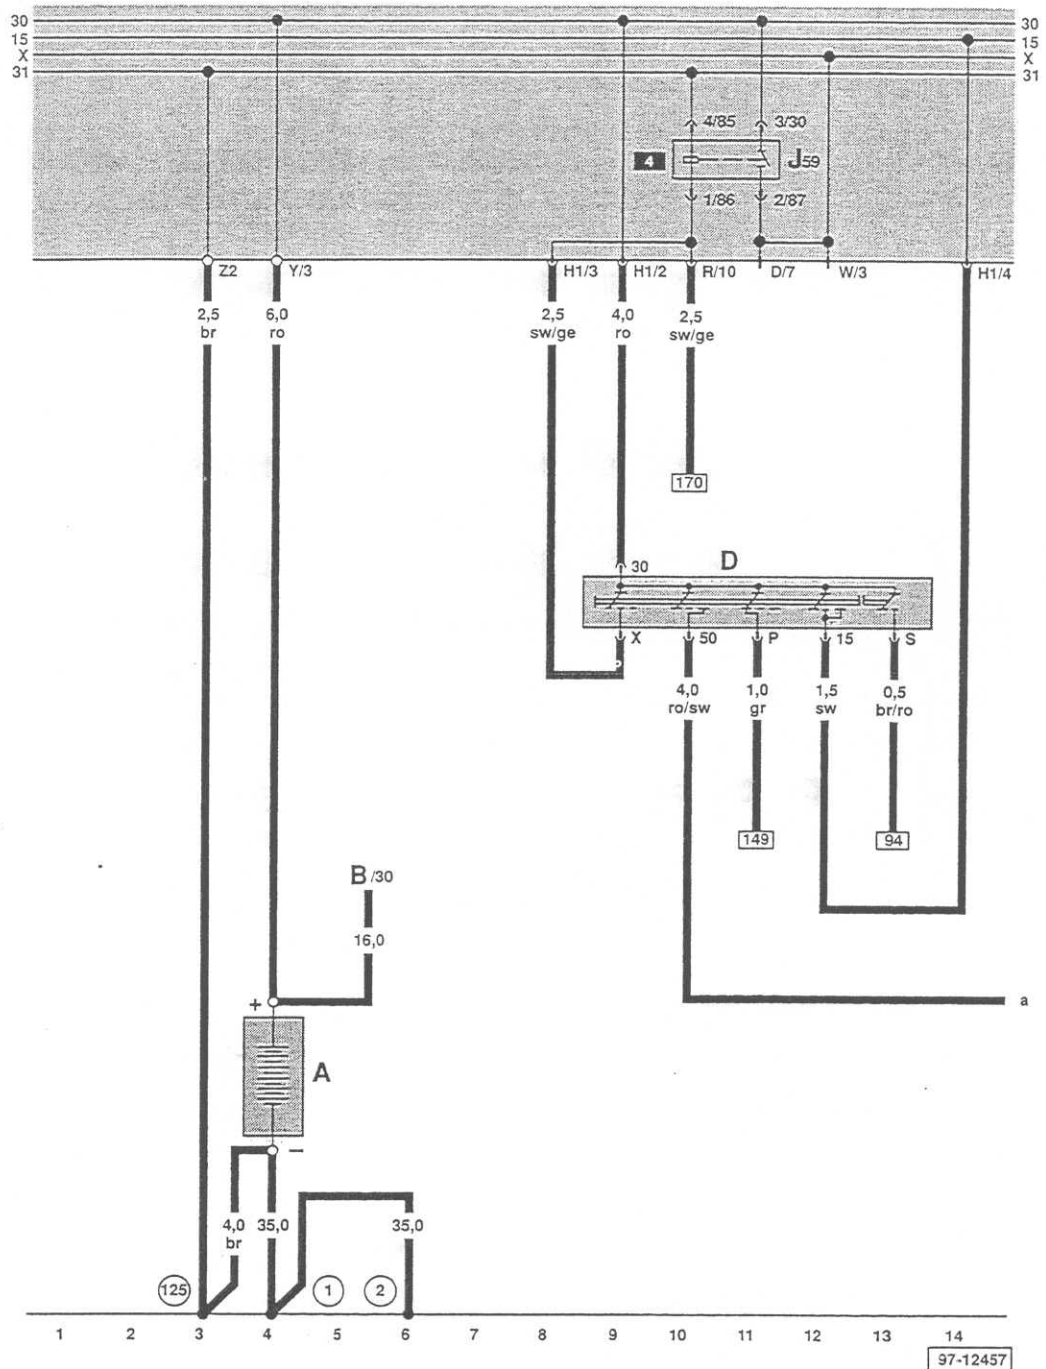 30 30
15 15
X X
31 31
4/85 3/30
4 J59
1/86 2/87
Z2 Y/3 H1/3 H1/2 R/10 D/7 W/3 H1/4
2,5 6,0 2,5 4,0 2,5
br ro sw/ge ro sw/ge
170
D
30
X 50 P 15 S
4,0 1,0 1,5 0,5
ro/sw gr sw br/ro
149 94
B/30
16,0
a
+
A
−
4,0 35,0 35,0
br
125 1 2
1 2 3 4 5 6 7 8 9 10 11 12 13 14
97-12457